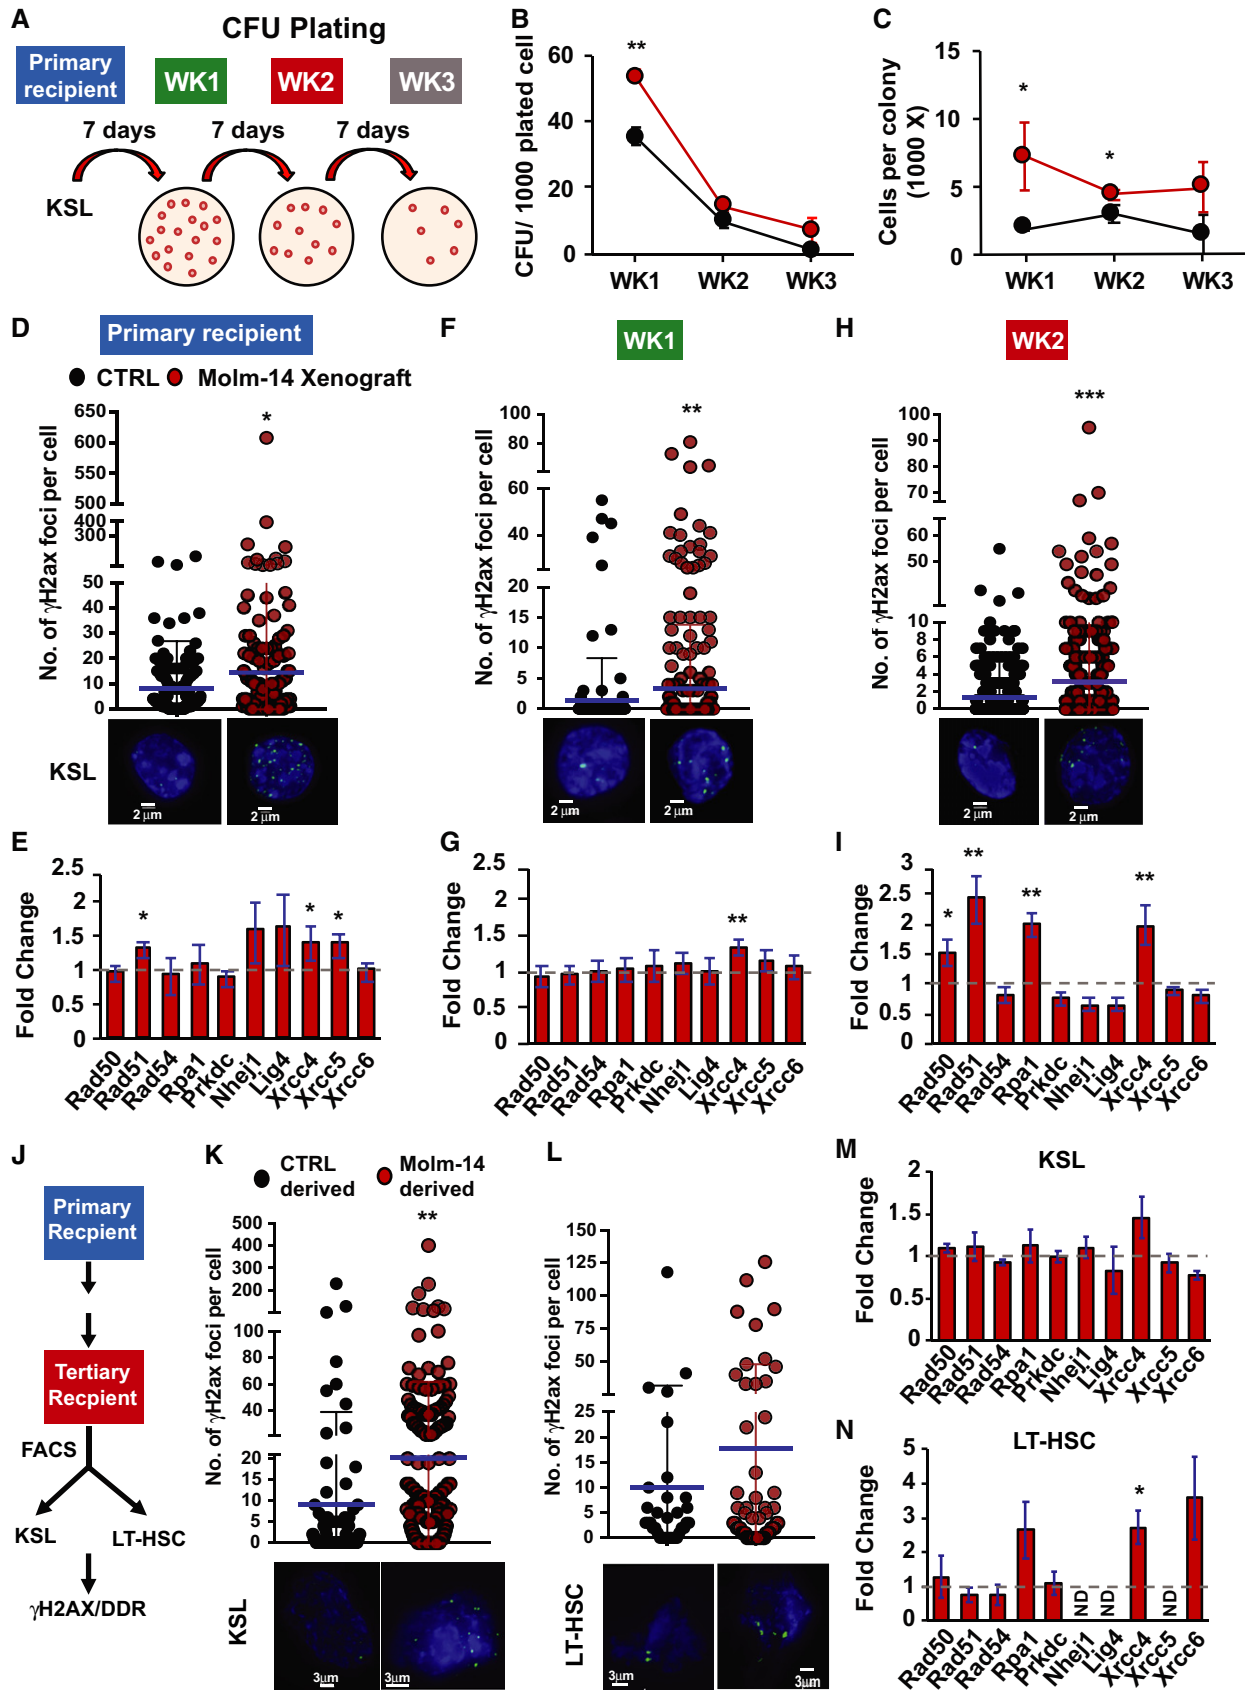 A
CFU Plating
Primary recipient
WK1
WK2
WK3
7 days
7 days
7 days
KSL
B
CFU/ 1000 plated cell
60
40
20
0
**
WK1
WK2
WK3
C
Cells per colony (1000 X)
15
10
5
0
*
*
WK1
WK2
WK3
D
Primary recipient
CTRL
Molm-14 Xenograft
No. of γH2ax foci per cell
650
600
550
500
400
300
50
40
30
20
10
0
*
KSL
2 μm
2 μm
F
WK1
No. of γH2ax foci per cell
100
80
60
40
20
15
10
5
0
**
2 μm
2 μm
H
WK2
No. of γH2ax foci per cell
100
90
80
70
60
50
10
8
6
4
2
0
***
2 μm
2 μm
E
Fold Change
2.5
2
1.5
1
0.5
0
*
*
*
Rad50
Rad51
Rad54
Rpa1
Prkdc
Nhej1
Lig4
Xrcc4
Xrcc5
Xrcc6
G
Fold Change
2.5
2
1.5
1
0.5
0
**
Rad50
Rad51
Rad54
Rpa1
Prkdc
Nhej1
Lig4
Xrcc4
Xrcc5
Xrcc6
I
Fold Change
3
2.5
2
1.5
1
0.5
0
*
**
**
**
Rad50
Rad51
Rad54
Rpa1
Prkdc
Nhej1
Lig4
Xrcc4
Xrcc5
Xrcc6
J
Primary
Recpient
Tertiary
Recpient
FACS
KSL
LT-HSC
γH2AX/DDR
K
CTRL derived
Molm-14 derived
No. of γH2ax foci per cell
500
400
300
200
100
80
60
40
20
15
10
5
0
**
KSL
3μm
3μm
L
No. of γH2ax foci per cell
150
125
100
75
50
25
20
15
10
5
0
LT-HSC
3μm
3μm
M
KSL
Fold Change
2
1.5
1
0.5
0
Rad50
Rad51
Rad54
Rpa1
Prkdc
Nhej1
Lig4
Xrcc4
Xrcc5
Xrcc6
N
LT-HSC
Fold Change
5
4
3
2
1
0
ND
ND
*
ND
Rad50
Rad51
Rad54
Rpa1
Prkdc
Nhej1
Lig4
Xrcc4
Xrcc5
Xrcc6